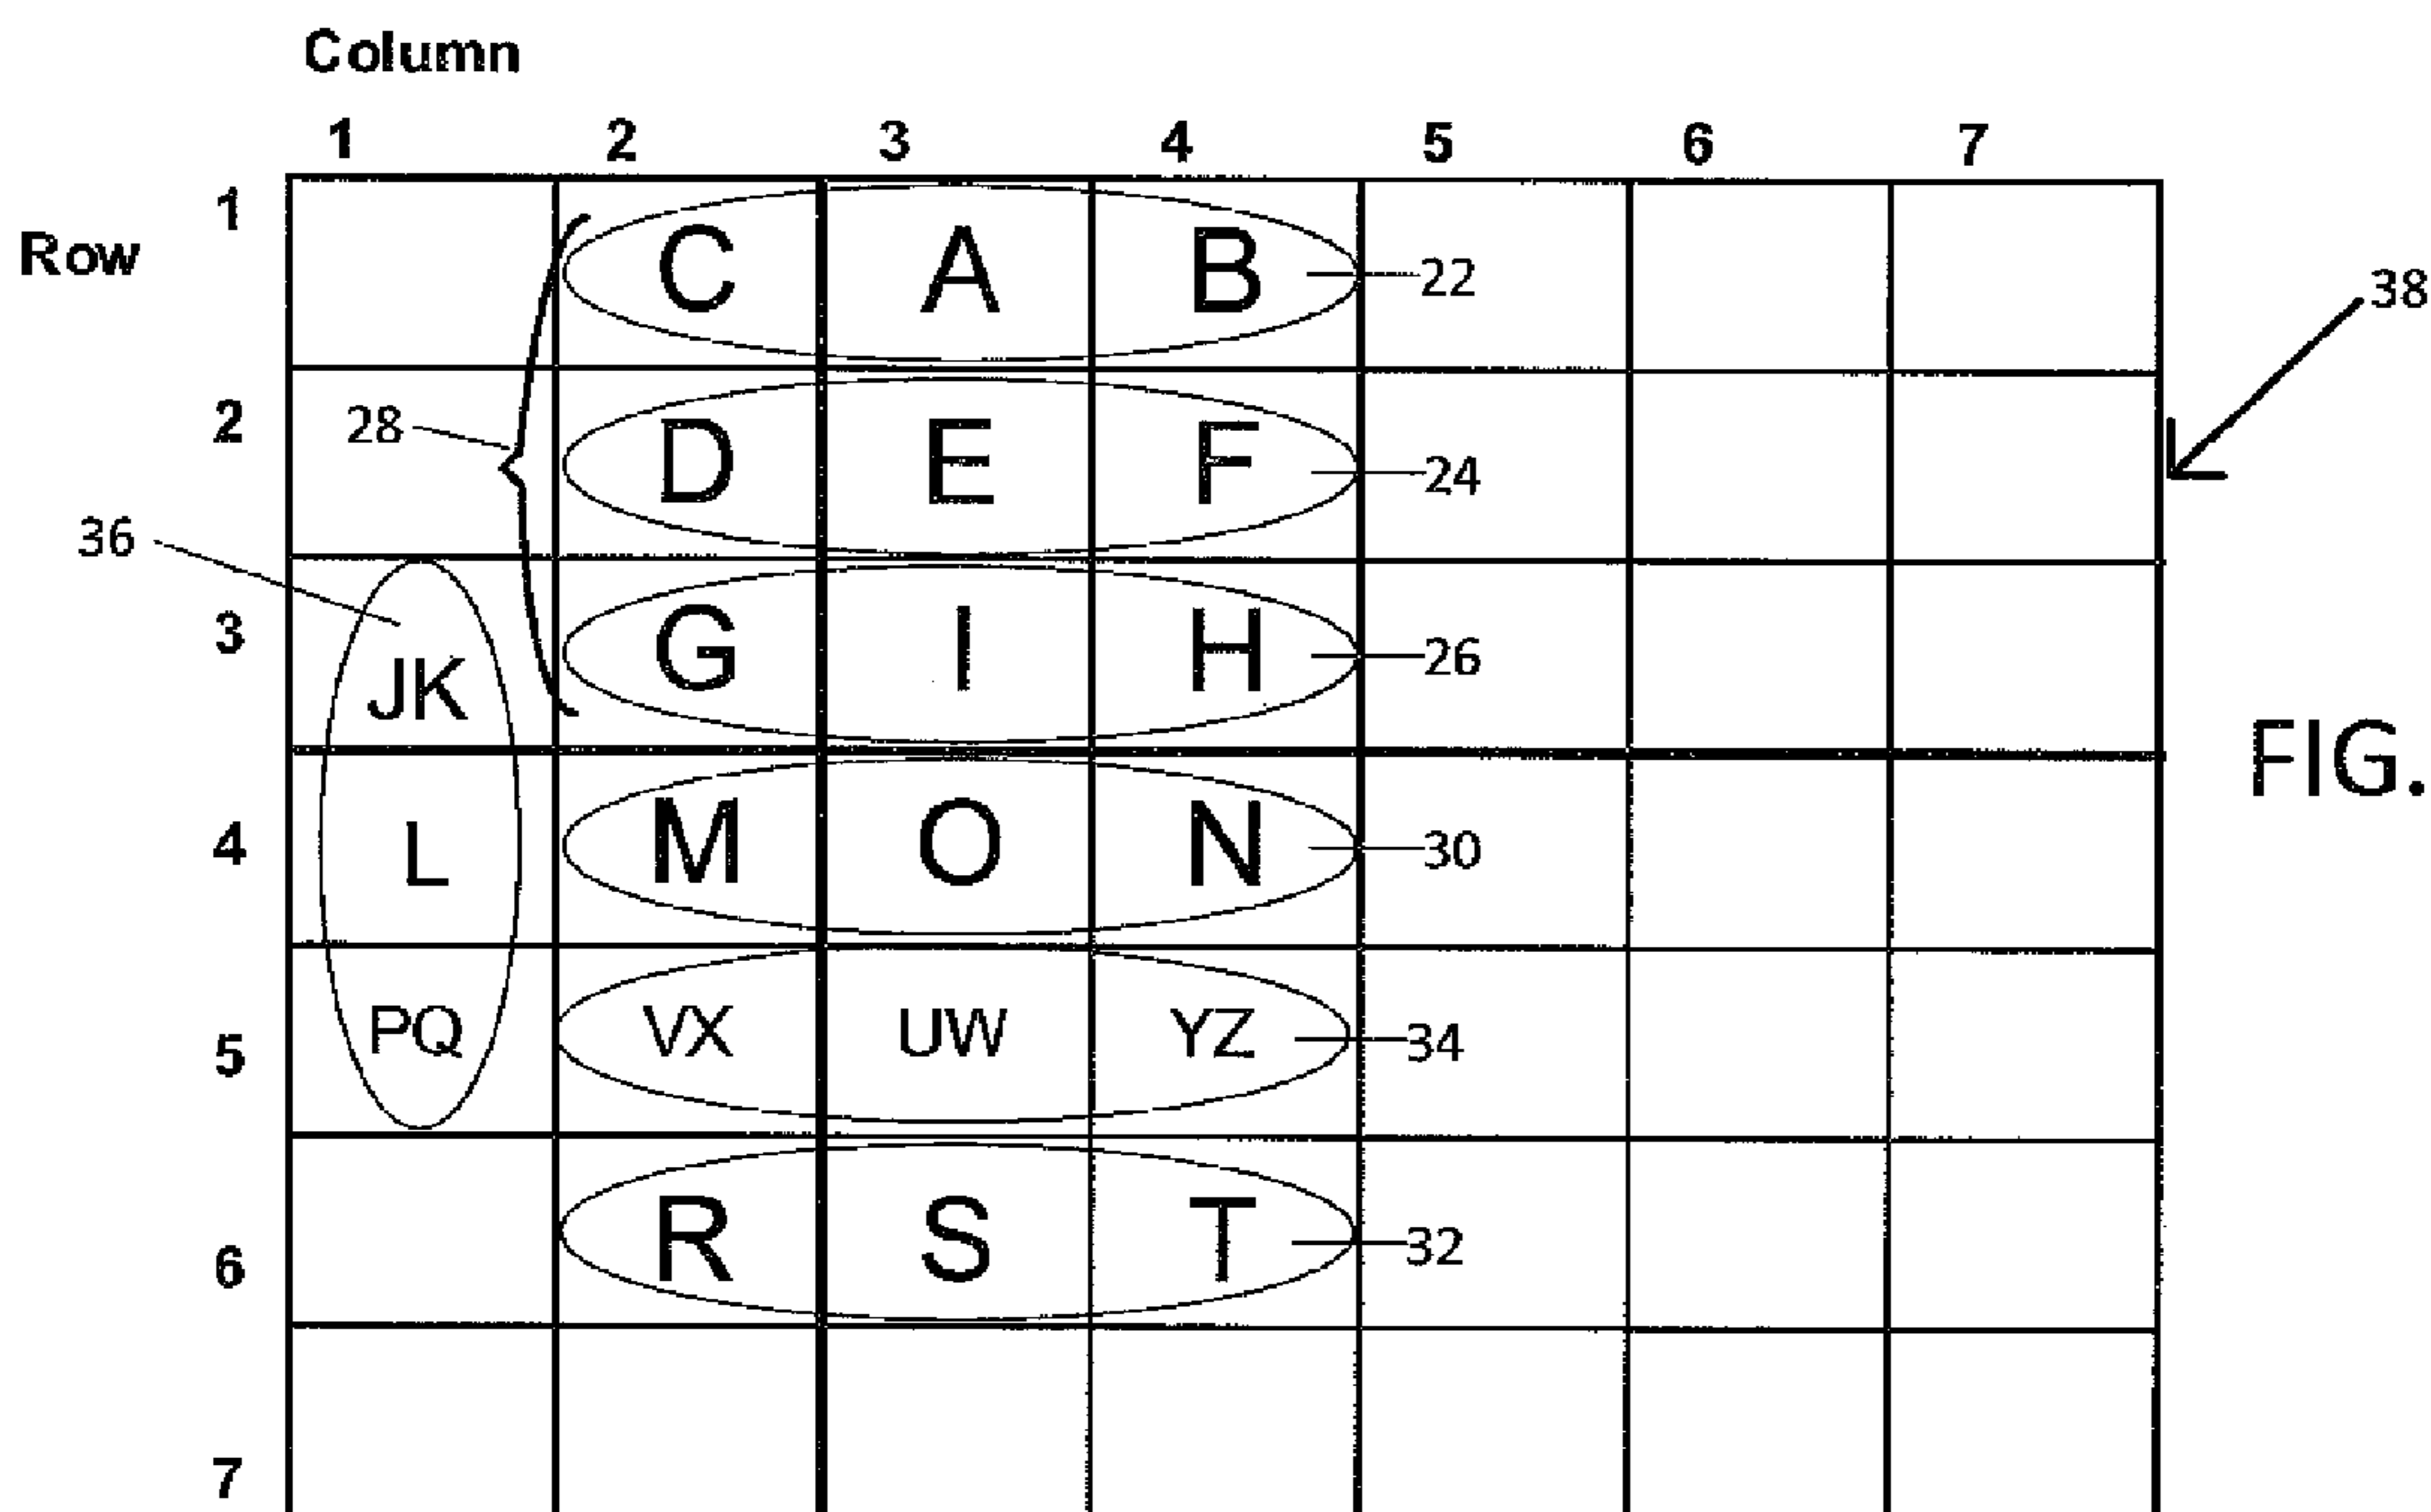 Column
1 2 3 4 5 6 7
Row
1 C A B 22
38
2 28 D E F 24
36
3 JK G I H 26
FIG.
4 L M O N 30
5 PQ VX UW YZ 34
6 R S T 32
7